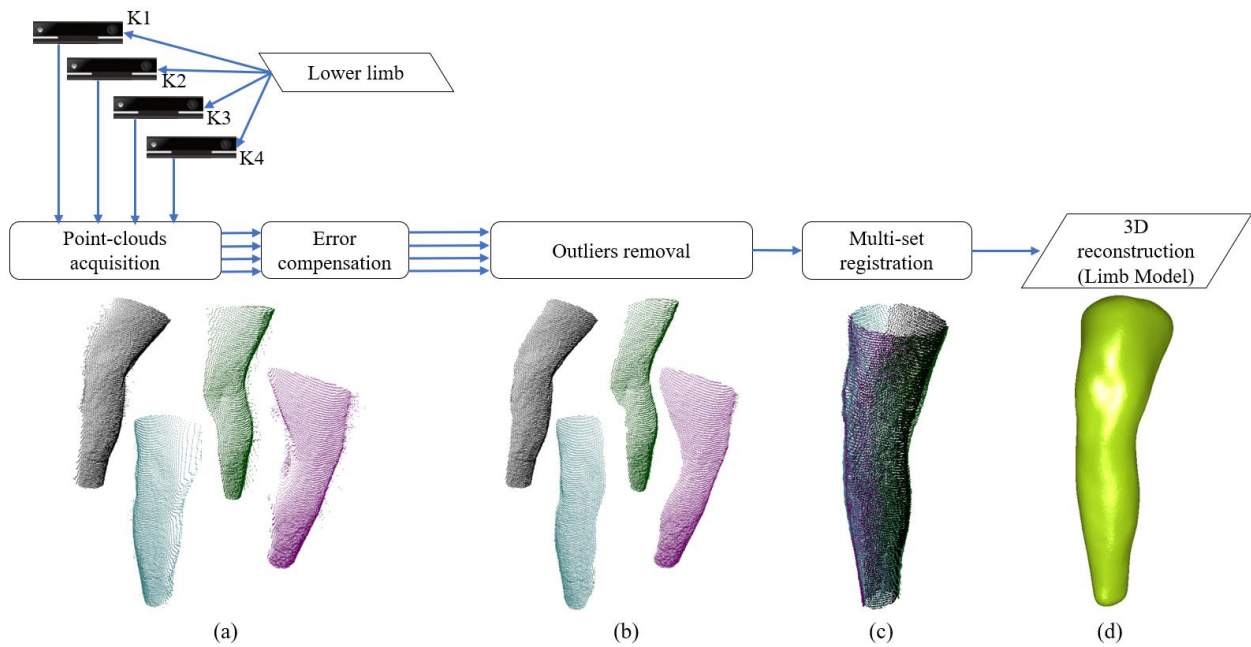 K1
K2
K3
K4
Lower limb
Point-clouds
acquisition
Error
compensation
Outliers removal
Multi-set
registration
3D
reconstruction
(Limb Model)
(a)
(b)
(c)
(d)